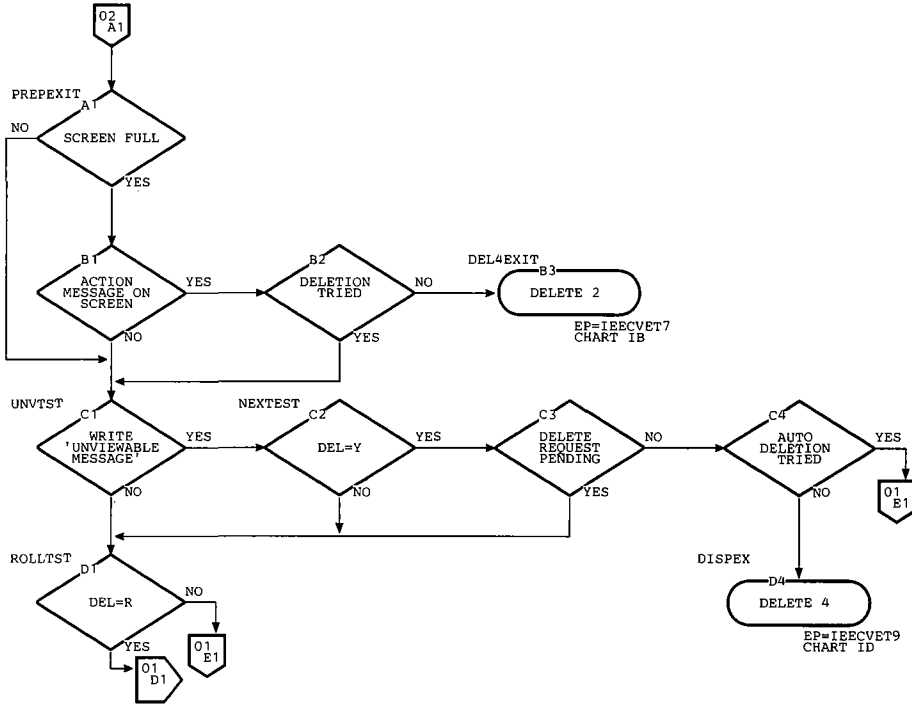 02
A1
PREPEXIT
A1
NO
SCREEN FULL
YES
B1
ACTION
MESSAGE ON
SCREEN
YES
NO
B2
DELETION
TRIED
NO
YES
DEL4EXIT
B3
DELETE 2
EP=IEECVET7
CHART IB
UNVTST
C1
WRITE
'UNVIEWABLE
MESSAGE'
YES
NO
NEXTEST
C2
DEL=Y
YES
NO
C3
DELETE
REQUEST
PENDING
NO
YES
C4
AUTO
DELETION
TRIED
YES
NO
01
E1
ROLLTST
D1
DEL=R
NO
YES
01
E1
01
D1
DISPEX
D4
DELETE 4
EP=IEECVET9
CHART ID